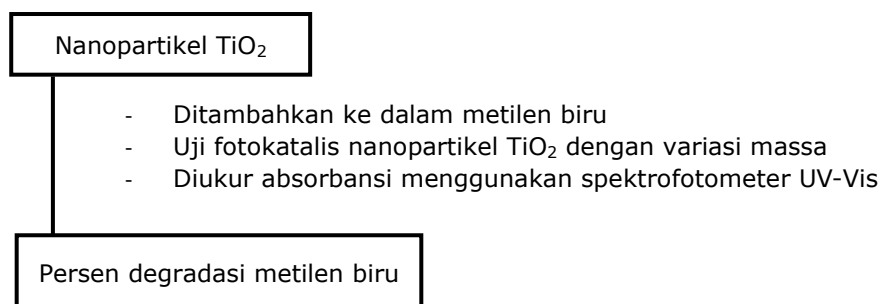 Nanopartikel TiO₂
- Ditambahkan ke dalam metilen biru
- Uji fotokatalis nanopartikel TiO₂ dengan variasi massa
- Diukur absorbansi menggunakan spektrofotometer UV-Vis
Persen degradasi metilen biru